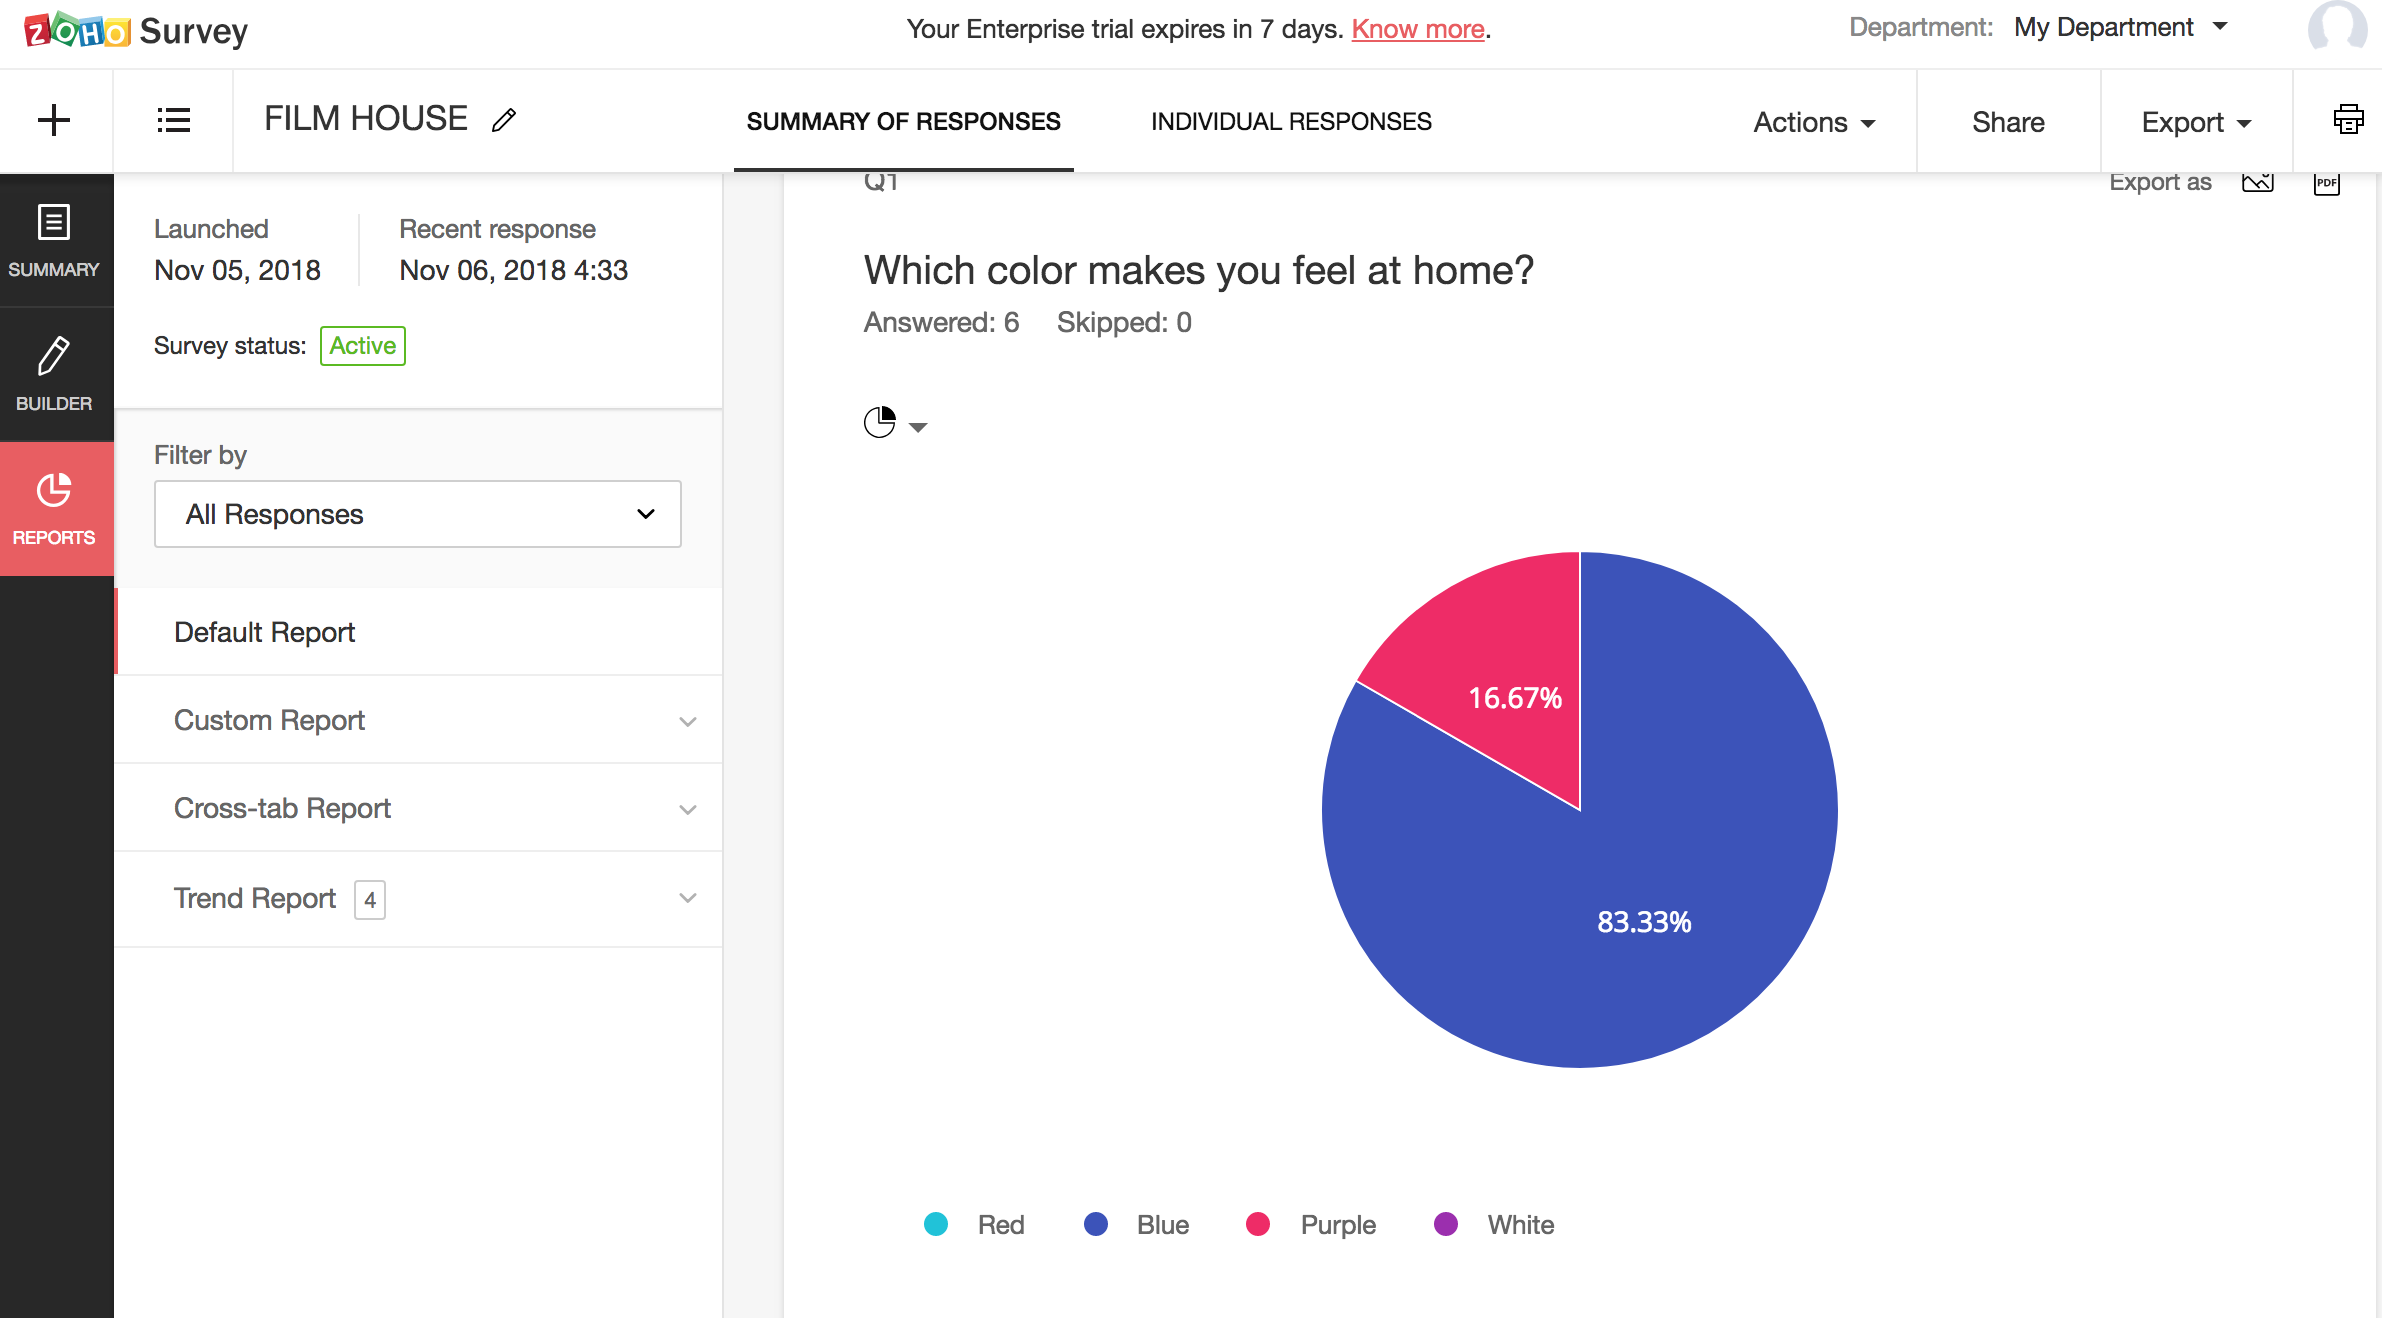 ZOHO Survey
Your Enterprise trial expires in 7 days. Know more.
Department: My Department
FILM HOUSE
SUMMARY OF RESPONSES
INDIVIDUAL RESPONSES
Actions
Share
Export
SUMMARY
BUILDER
REPORTS
Launched
Nov 05, 2018
Recent response
Nov 06, 2018 4:33
Survey status: Active
Filter by
All Responses
Default Report
Custom Report
Cross-tab Report
Trend Report 4
Q1
Export as
PDF
Which color makes you feel at home?
Answered: 6 Skipped: 0
16.67%
83.33%
Red Blue Purple White